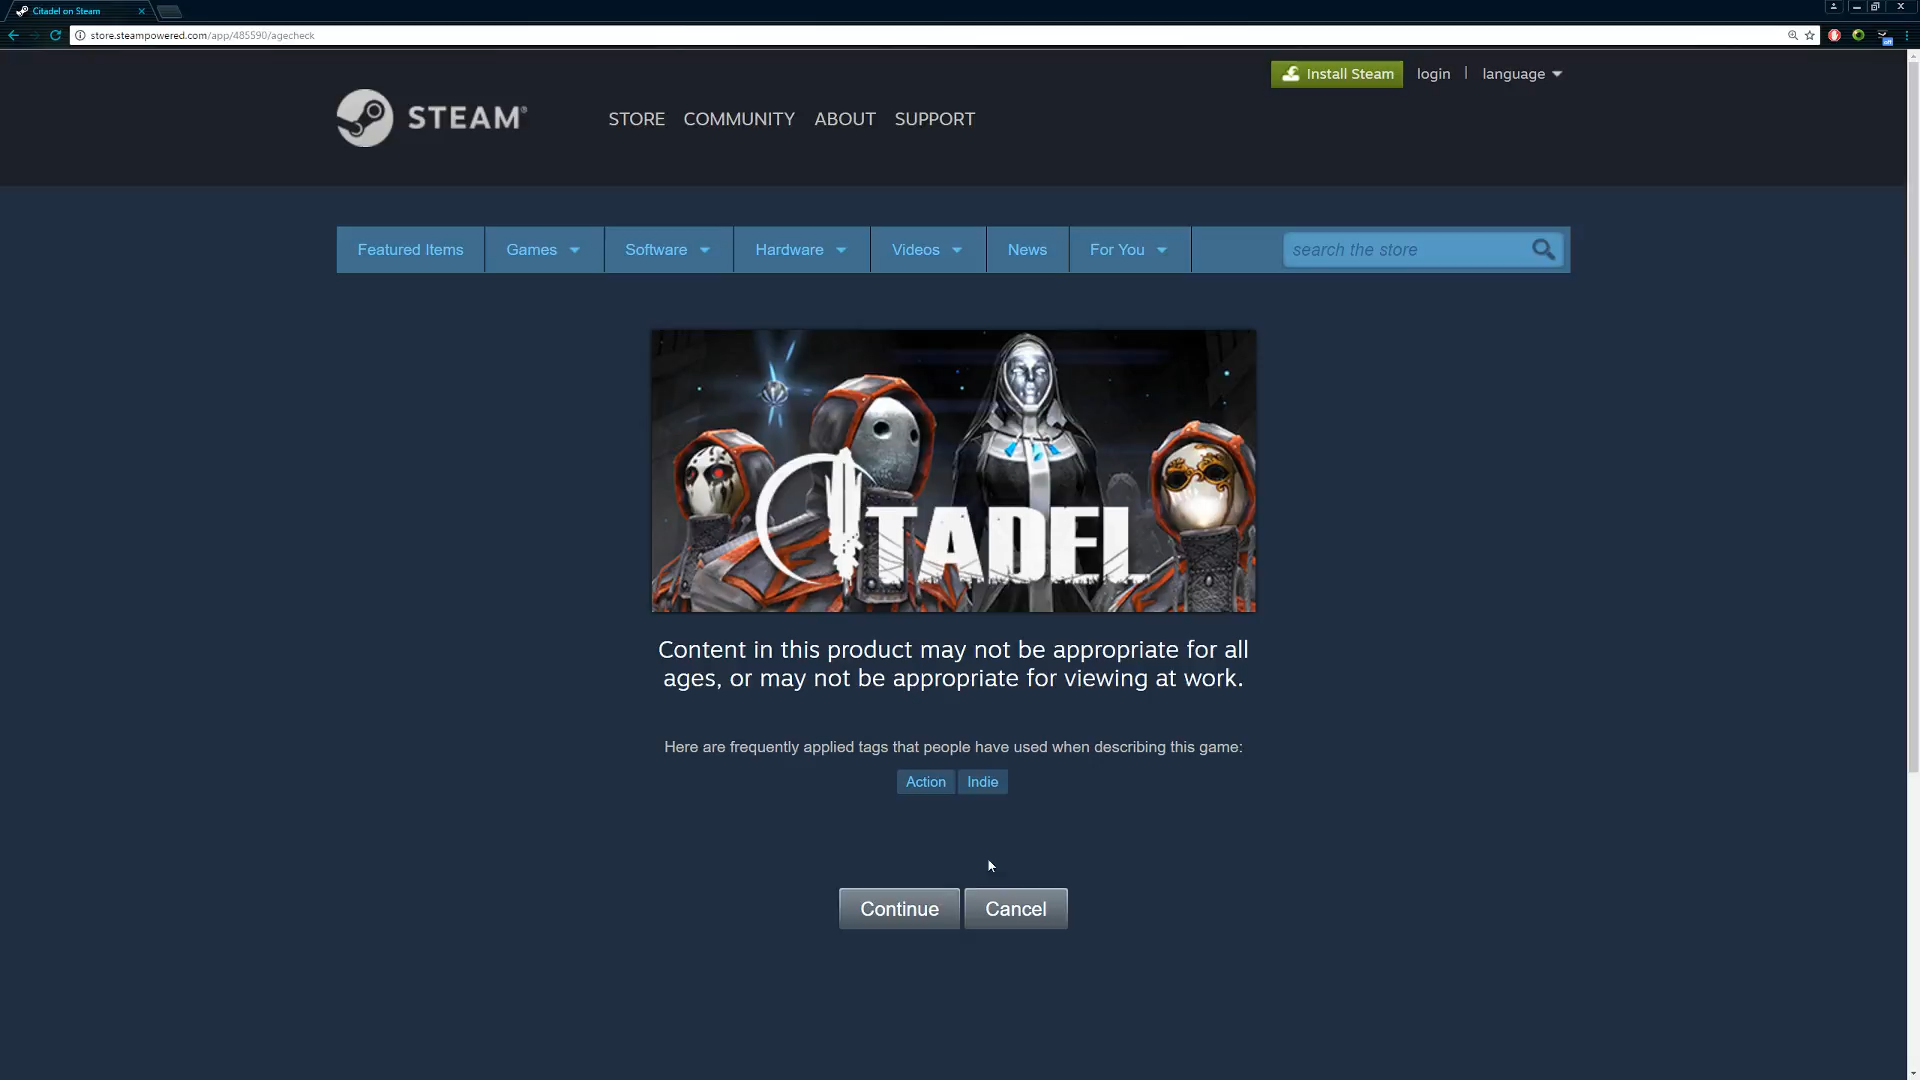 Citadel on Steam
store.steampowered.com/app/485590/agecheck
Install Steam login | language
STEAM®
STORE COMMUNITY ABOUT SUPPORT
Featured Items Games Software Hardware Videos News For You search the store
CITADEL
Content in this product may not be appropriate for all
ages, or may not be appropriate for viewing at work.
Here are frequently applied tags that people have used when describing this game:
Action Indie
Continue Cancel